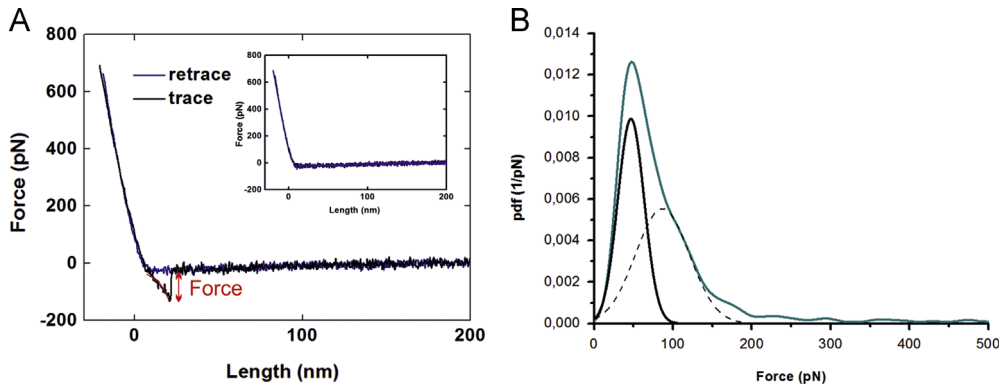 A
800
600
400
200
0
-200
Force (pN)
retrace
trace
Force
0
100
200
Length (nm)
800
600
400
200
0
-200
Force (pN)
0
100
200
Length (nm)
B
0,014
0,012
0,010
0,008
0,006
0,004
0,002
0,000
pdf (1/pN)
0
100
200
300
400
500
Force (pN)